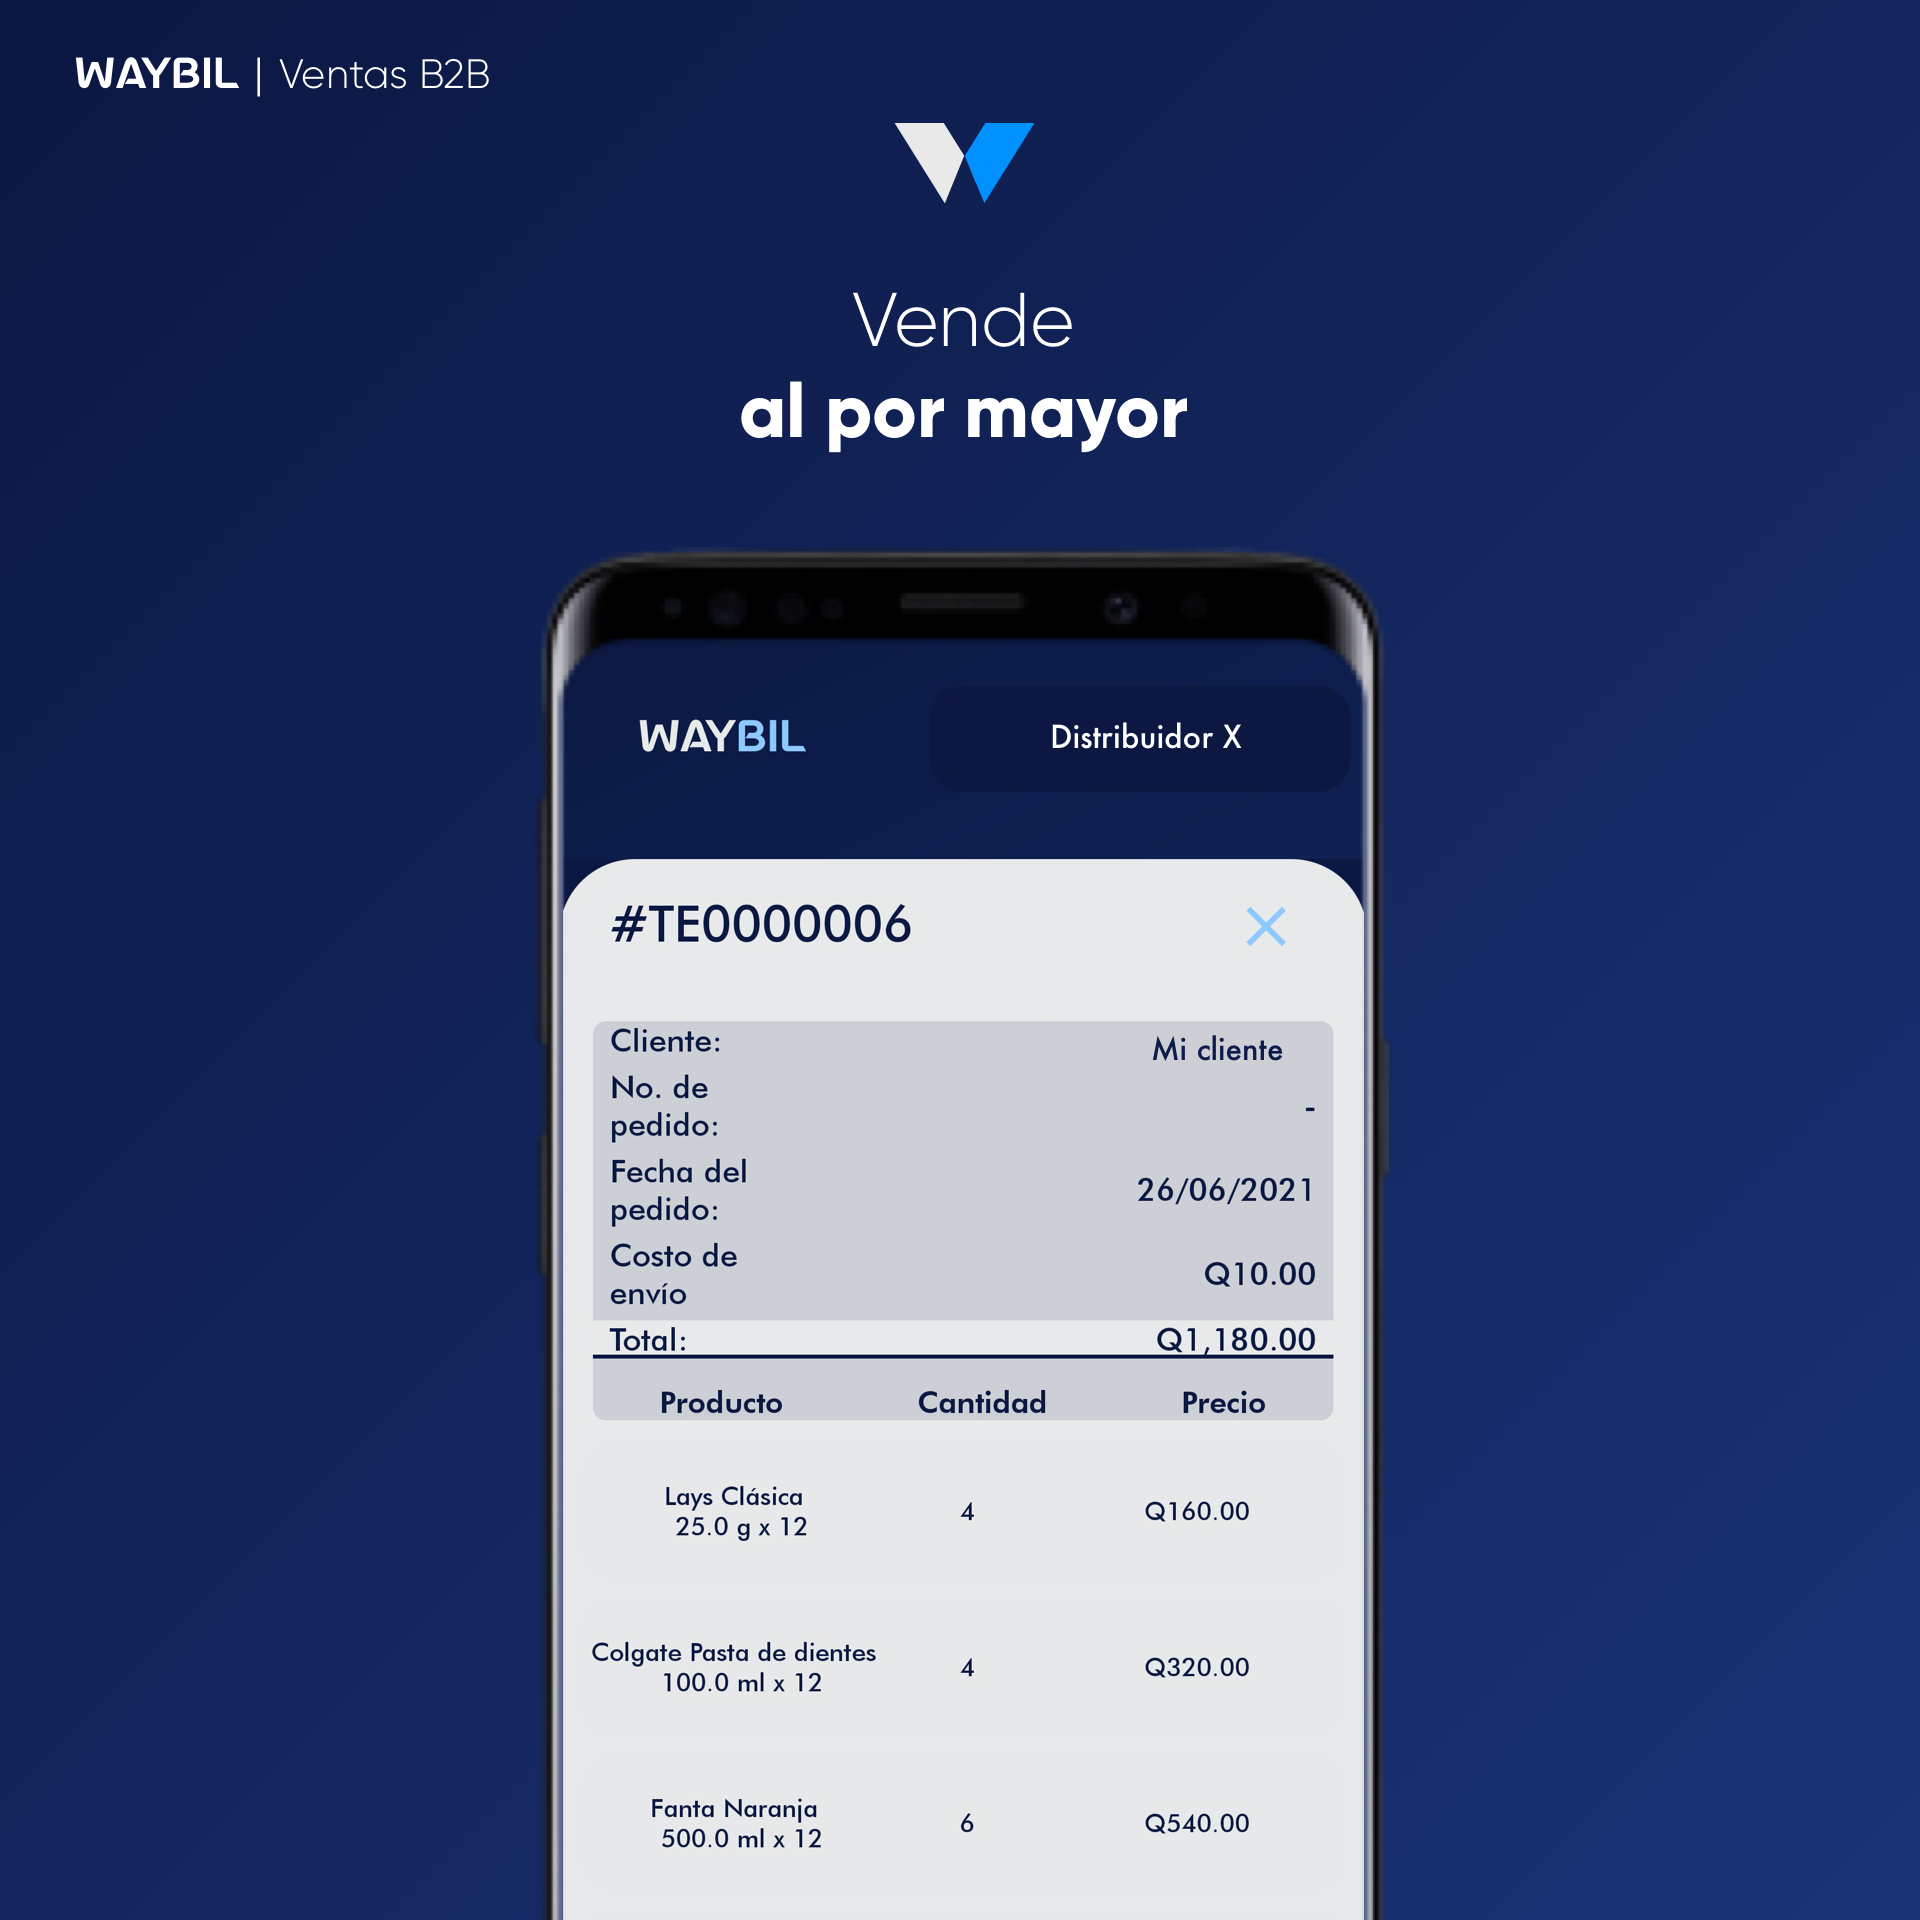 WAYBIL | Ventas B2B
Vende
al por mayor
WAYBIL
Distribuidor X
#TE0000006
Cliente:
Mi cliente
No. de
pedido:
-
Fecha del
pedido:
26/06/2021
Costo de
envío
Q10.00
Total:
Q1,180.00
Producto Cantidad Precio
Lays Clásica
25.0 g x 12
4
Q160.00
Colgate Pasta de dientes
100.0 ml x 12
4
Q320.00
Fanta Naranja
500.0 ml x 12
6
Q540.00